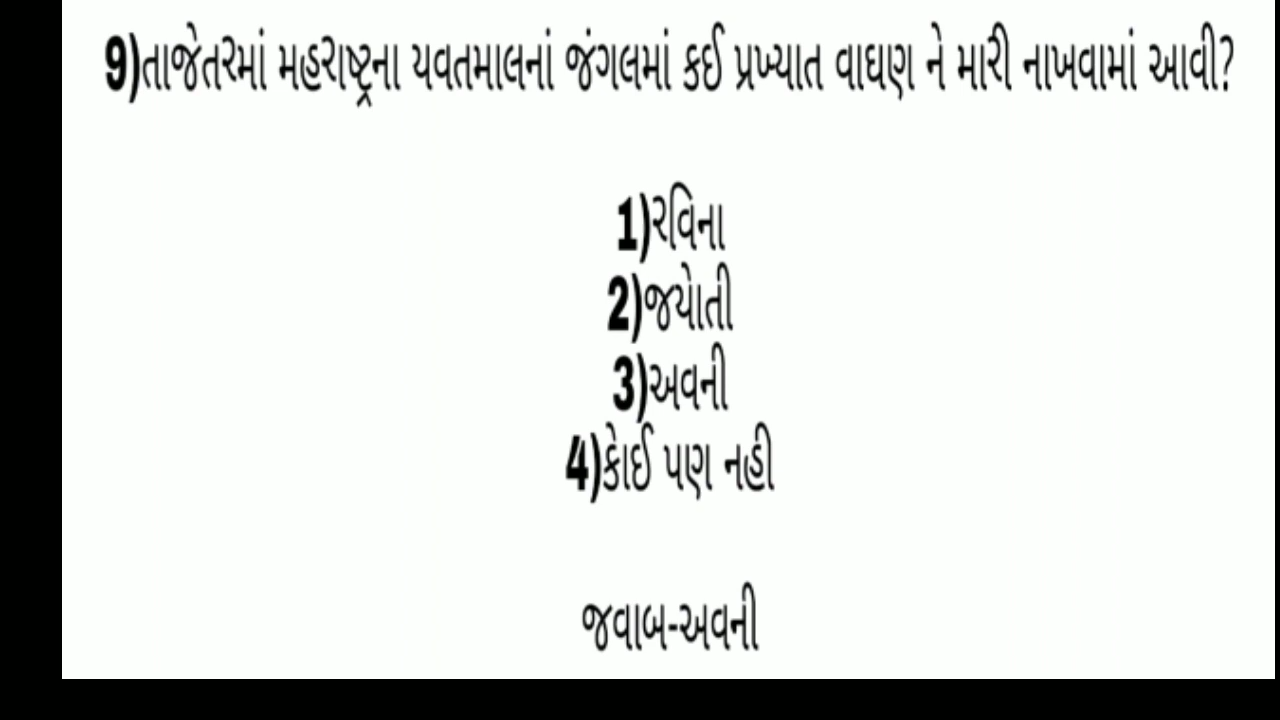 9)તાજેતરમાં મહરાષ્ટ્રના યવતમાલનાં જંગલમાં કઈ પ્રખ્યાત વાઘણ ને મારી નાખવામાં આવી?
1)રવિના
2)જયોતી
3)અવની
4)કોઈ પણ નહી
જવાબ-અવની